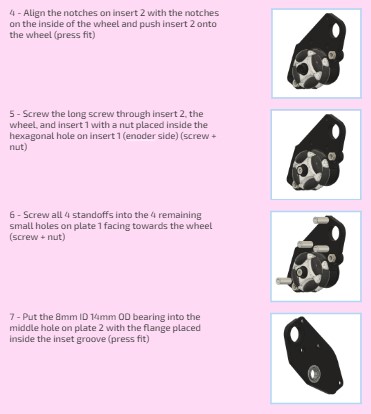 4 - Align the notches on insert 2 with the notches
on the inside of the wheel and push insert 2 onto
the wheel (press fit)
5 - Screw the long screw through insert 2, the
wheel, and insert 1 with a nut placed inside the
hexagonal hole on insert 1 (enoder side) (screw +
nut)
6 - Screw all 4 standoffs into the 4 remaining
small holes on plate 1 facing towards the wheel
(screw + nut)
7 - Put the 8mm ID 14mm OD bearing into the
middle hole on plate 2 with the flange placed
inside the inset groove (press fit)